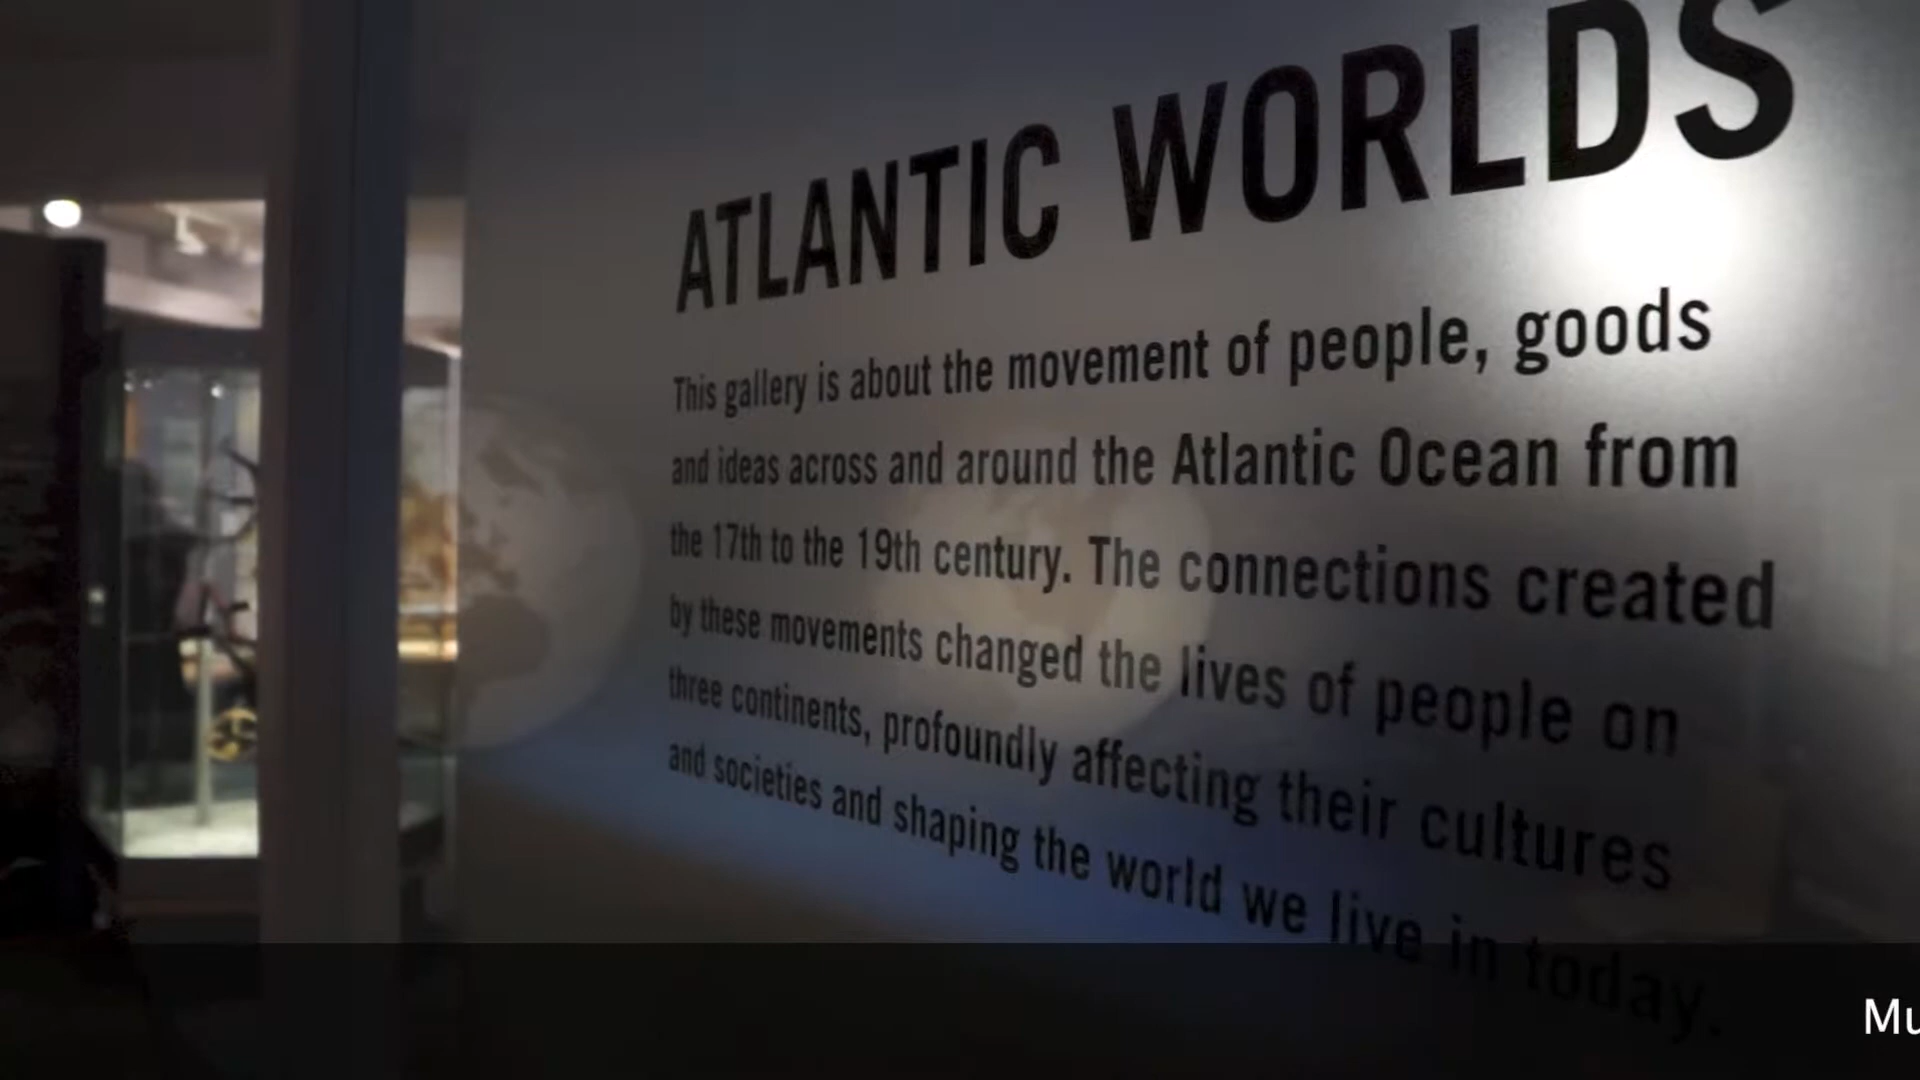 ATLANTIC WORLDS
This gallery is about the movement of people, goods
and ideas across and around the Atlantic Ocean from
the 17th to the 19th century. The connections created
by these movements changed the lives of people on
three continents, profoundly affecting their cultures
and societies and shaping the world we live in today.
Mu